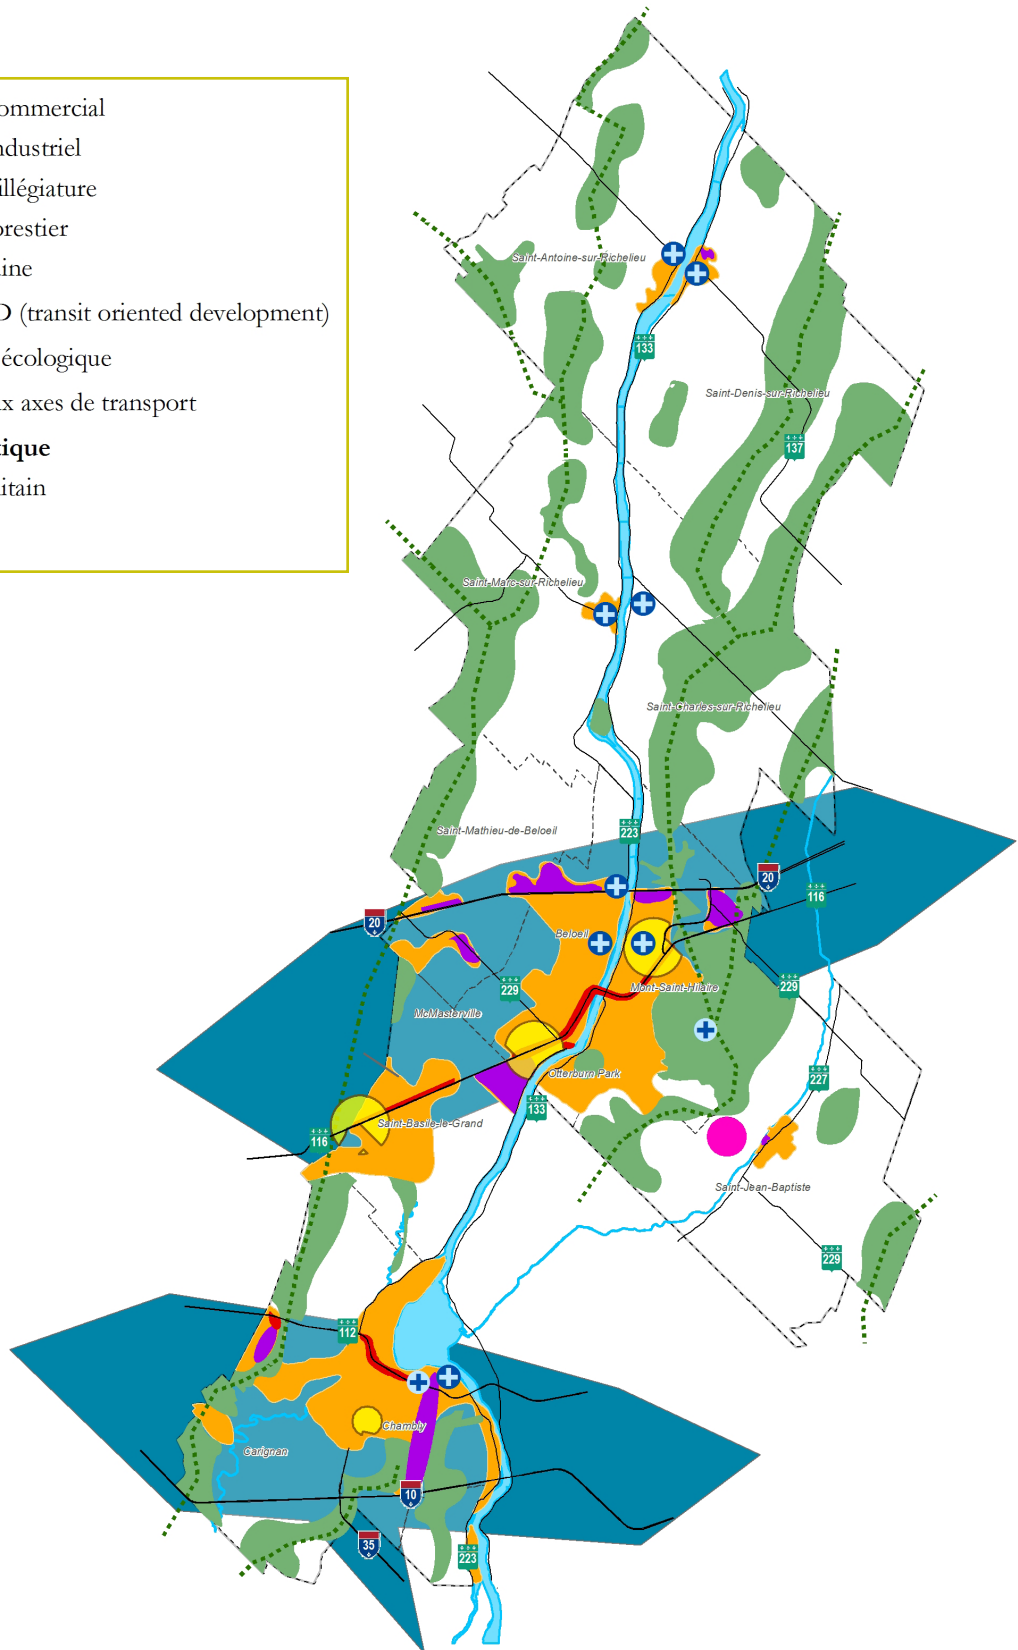 ommercial
ndustriel
illégiature
orestier
ine
D (transit oriented development)
écologique
x axes de transport
tique
itain
Saint-Antoine-sur-Richelieu
133
Saint-Denis-sur-Richelieu
137
Saint-Marc-sur-Richelieu
Saint-Charles-sur-Richelieu
Saint-Mathieu-de-Beloeil
223
20
116
20
Beloeil
229
Mont-Saint-Hilaire
229
McMasterville
Otterburn Park
227
133
Saint-Basile-le-Grand
116
Saint-Jean-Baptiste
229
112
Chambly
Carignan
10
35
223